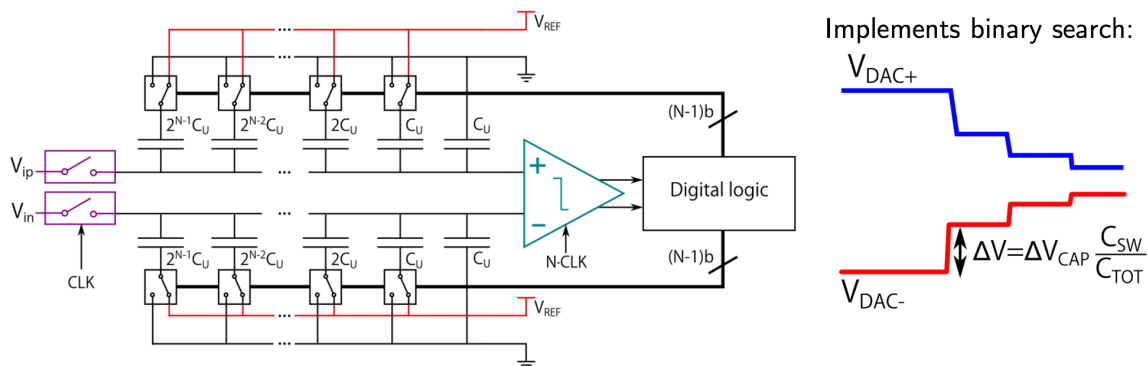 Implements binary search:
V_REF
2^{N-1}C_U 2^{N-2}C_U 2C_U C_U C_U
(N-1)b
V_ip
V_in
CLK
+
−
N·CLK
Digital logic
2^{N-1}C_U 2^{N-2}C_U 2C_U C_U C_U
(N-1)b
V_REF
V_DAC+
ΔV=ΔV_CAP C_SW/C_TOT
V_DAC-